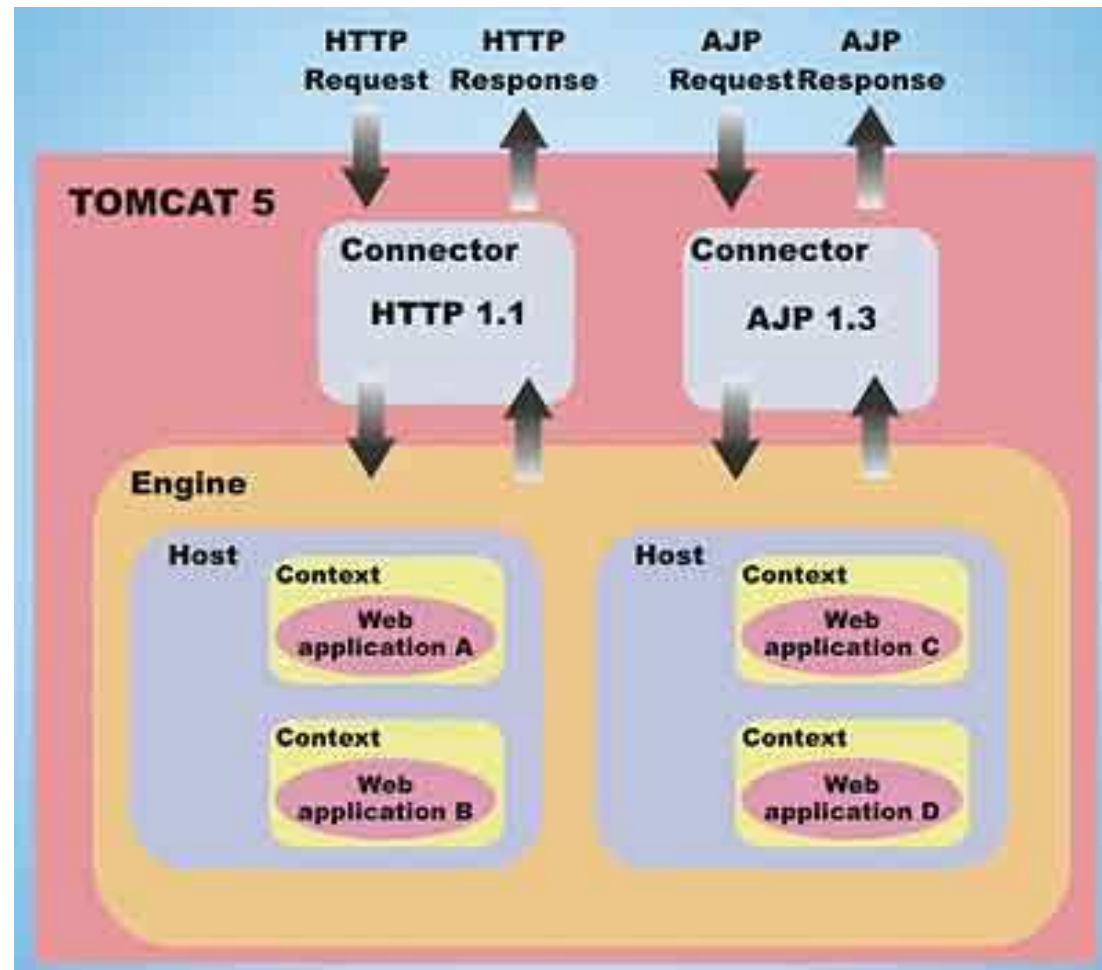 HTTP HTTP AJP AJP
Request Response Request Response
TOMCAT 5
Connector Connector
HTTP 1.1 AJP 1.3
Engine
Host Host
Context Context
Web Web
application A application C
Context Context
Web Web
application B application D